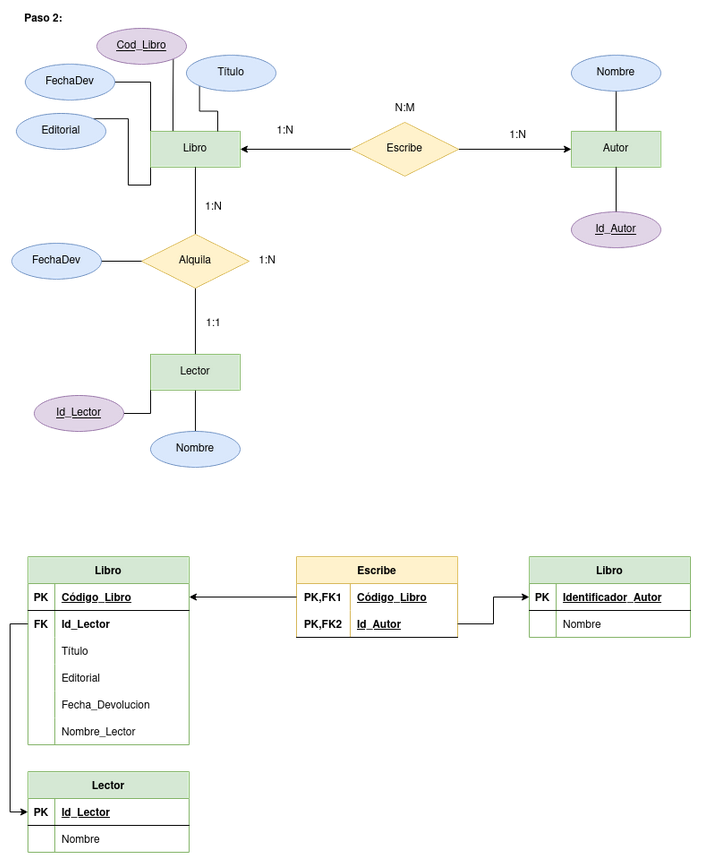 Paso 2:
Cod_Libro
FechaDev
Título
Nombre
Editorial
N:M
1:N
1:N
Libro
Escribe
Autor
1:N
Id_Autor
FechaDev
Alquila
1:N
1:1
Lector
Id_Lector
Nombre
Libro
PK Código_Libro
FK Id_Lector
Título
Editorial
Fecha_Devolucion
Nombre_Lector
Escribe
PK,FK1 Código_Libro
PK,FK2 Id_Autor
Libro
PK Identificador_Autor
Nombre
Lector
PK Id_Lector
Nombre